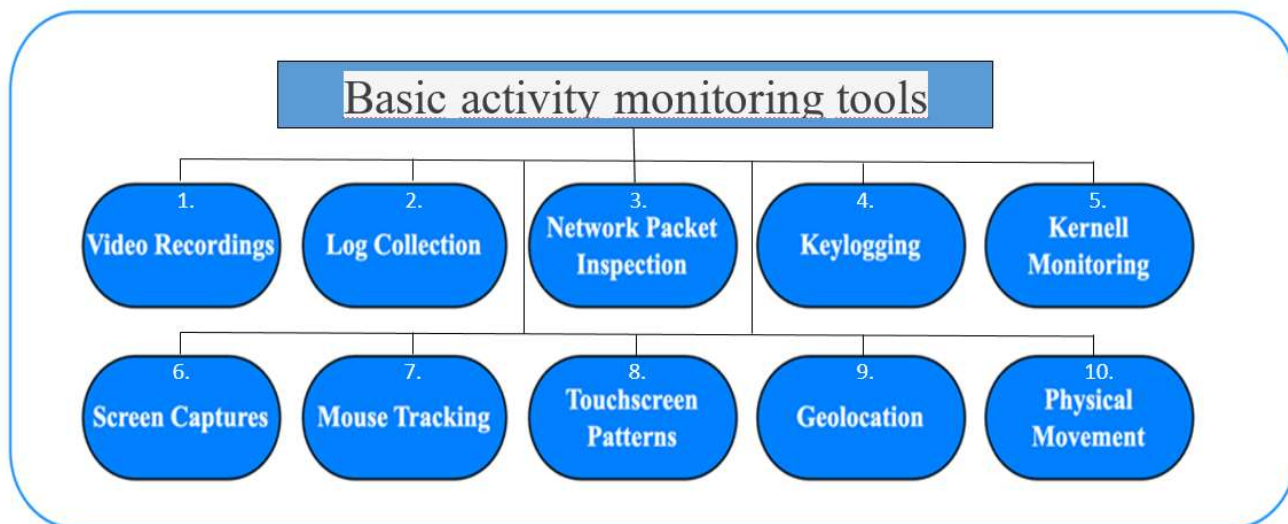 Basic activity monitoring tools
1.
Video Recordings
2.
Log Collection
3.
Network Packet
Inspection
4.
Keylogging
5.
Kernell
Monitoring
6.
Screen Captures
7.
Mouse Tracking
8.
Touchscreen
Patterns
9.
Geolocation
10.
Physical
Movement